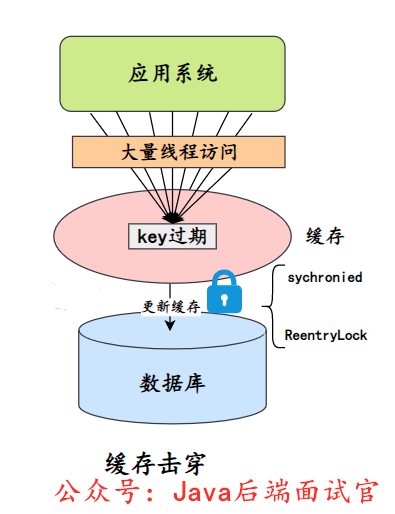 应用系统
大量线程访问
key过期
缓存
sychronied
更新缓存
ReentryLock
数据库
缓存击穿
公众号：Java后端面试官